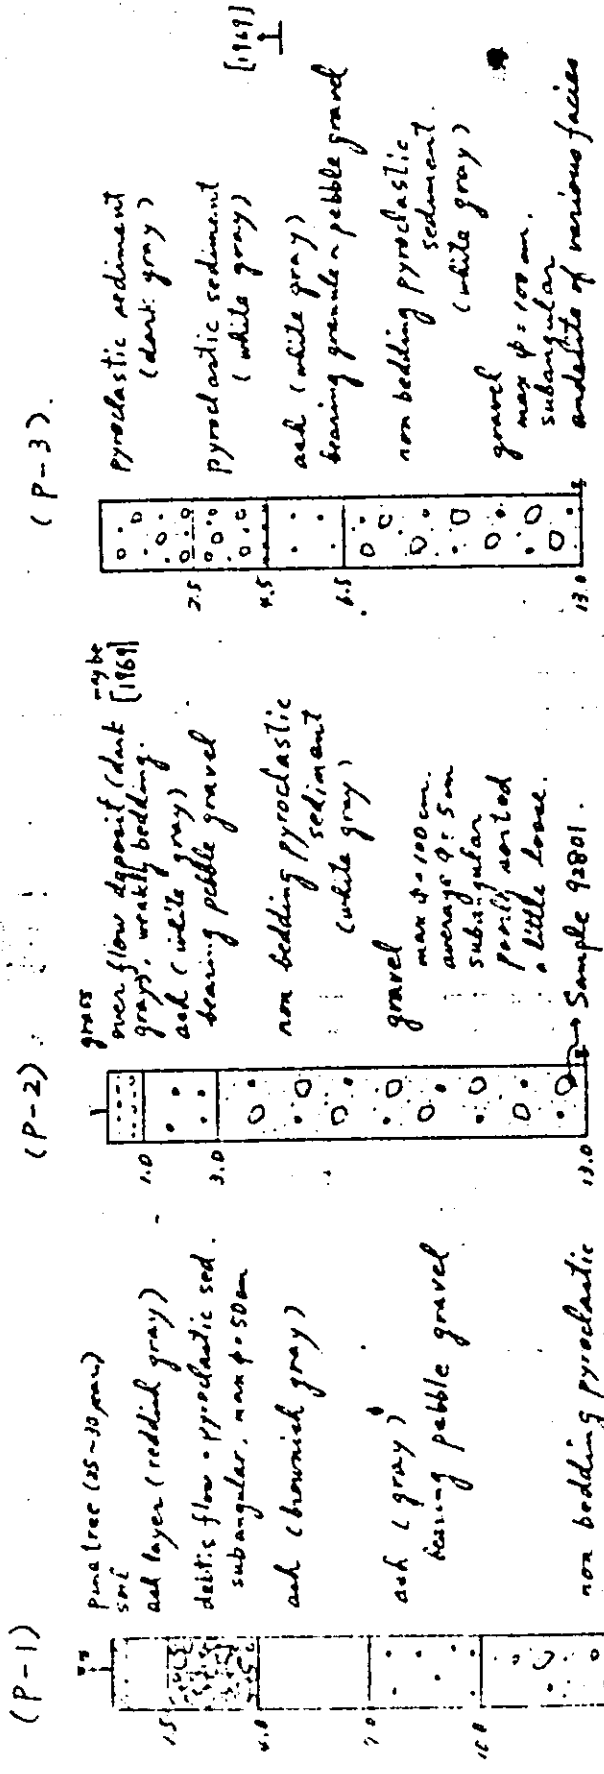 (P-1)
pine tree (25~30 years)
soil
ash layer (reddish gray)
1.5
debris flow + pyroclastic sed.
subangular, max φ=50cm
4.0
ash (brownish gray)
7.0
ash (gray)
bearing pebble gravel
10.0
non bedding pyroclastic
(P-2)
grass
over flow deposit (dark
gray), weakly bedding.
maybe
[1969]
1.0
ash (white gray)
bearing pebble gravel
3.0
non bedding pyroclastic
sediment
(white gray)
gravel
max φ=100cm.
average φ=5cm
subangular
poorly sorted
a little loose.
Sample 92801.
13.0
(P-3).
pyroclastic sediment
(dark gray)
2.5
pyroclastic sediment
(white gray)
[1969]
4.5
ash (white gray)
bearing granule ~ pebble gravel
6.5
non bedding pyroclastic
sediment.
(white gray)
gravel
max φ=100cm.
subangular
andesite of various facies
13.0